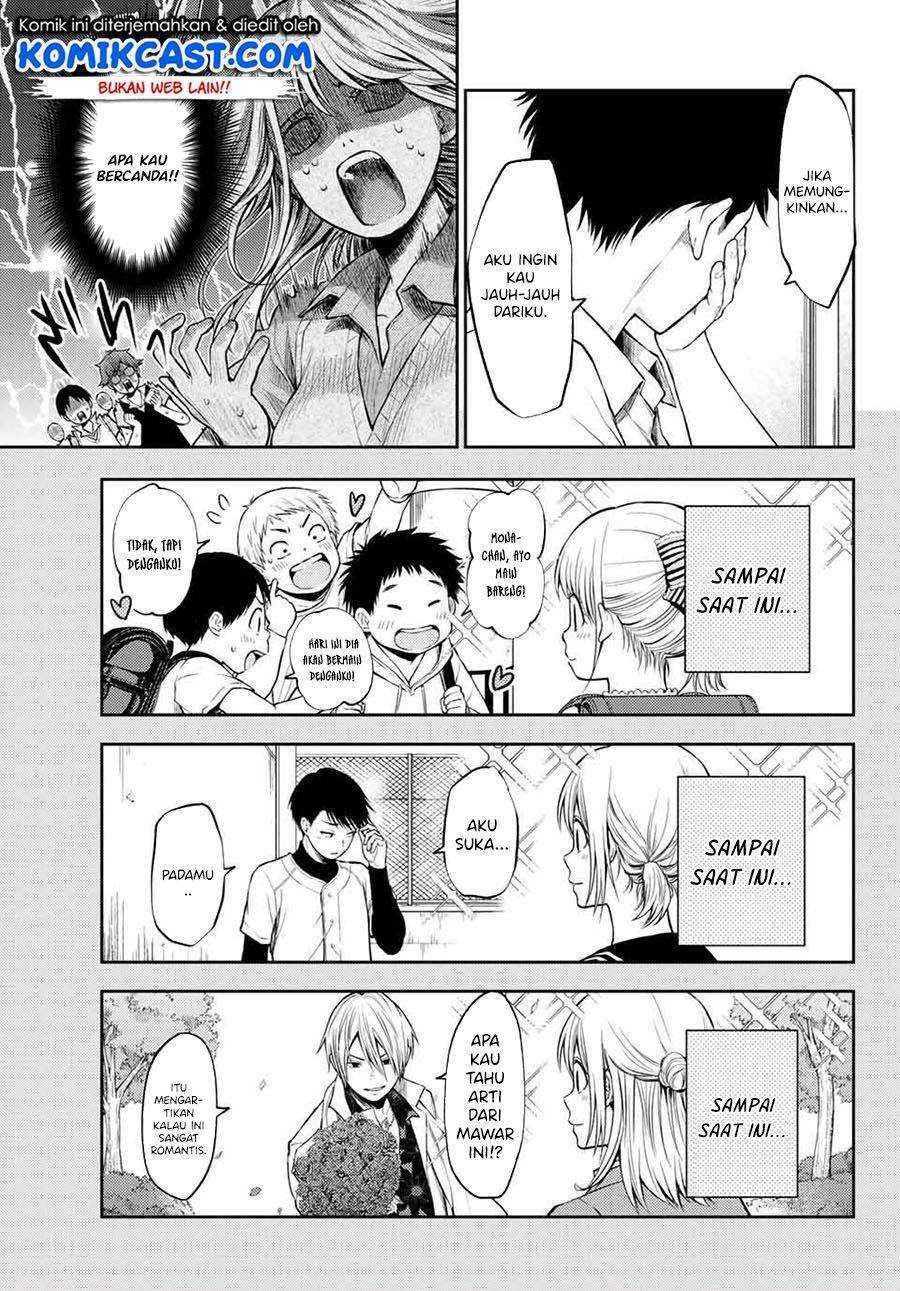 Komik ini diterjemahkan & diedit oleh
KOMIKCAST.COM
BUKAN WEB LAIN!!
JIKA
MEMUNG-
KINKAN...
AKU INGIN
KAU
JAUH-JAUH
DARIKU.
APA KAU
BERCANDA!!
SAMPAI
SAAT INI...
MONA-
CHAN, AYO
MAIN
BARENG!
HARI INI DIA
AKAN BERMAIN
DENGANKU!
TIDAK, TAPI
DENGANKU!
SAMPAI
SAAT INI...
AKU
SUKA...
PADAMU
..
SAMPAI
SAAT INI...
APA
KAU
TAHU
ARTI
DARI
MAWAR
INI!?
ITU
MENGAR-
TIKAN
KALAU INI
SANGAT
ROMANTIS.